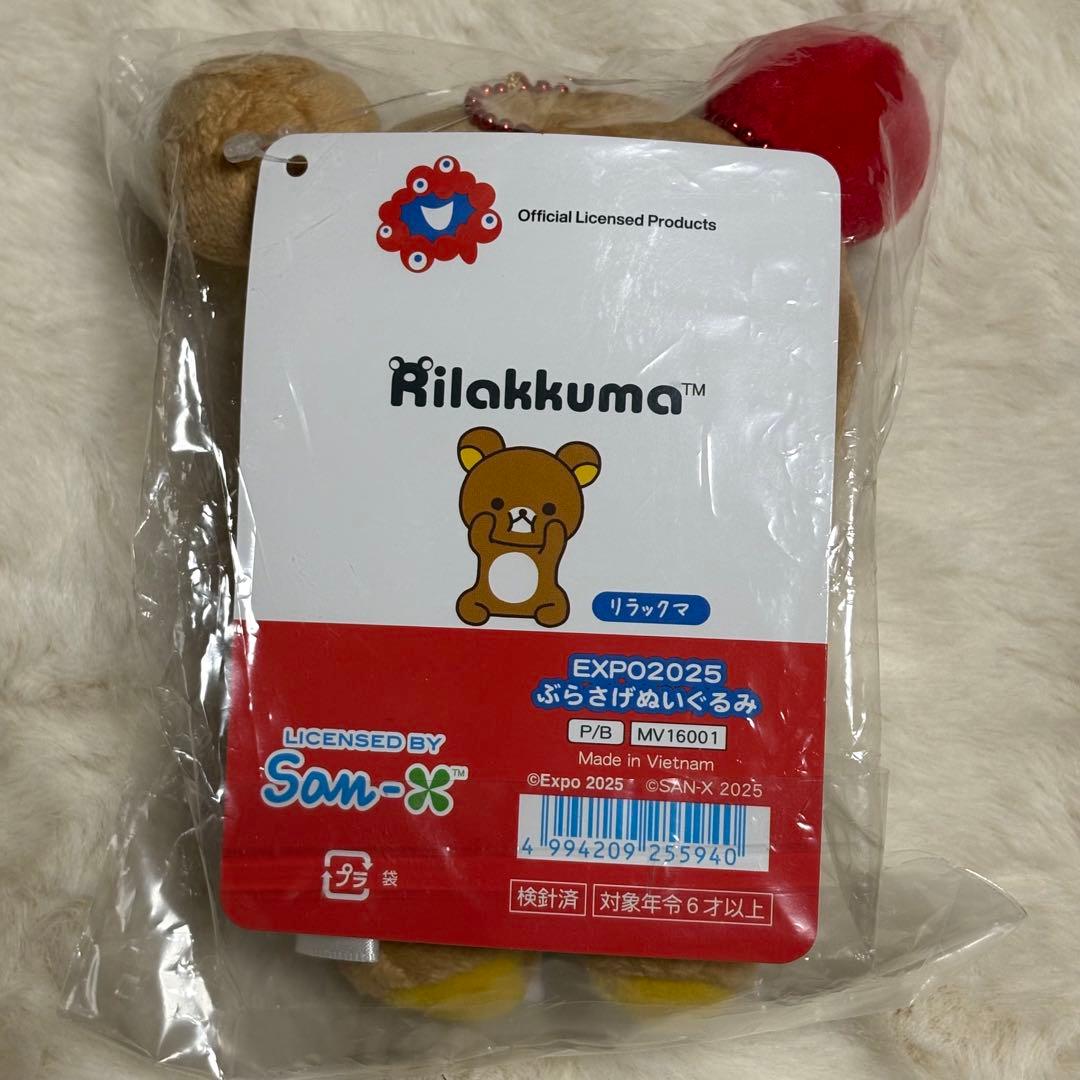 Official Licensed Products
Rilakkuma™
リラックマ
EXPO2025
ぶらさげぬいぐるみ
P/B MV16001
Made in Vietnam
©Expo 2025 ©SAN-X 2025
LICENSED BY
San-X™
4 994209 255940
プラ 袋
検針済 対象年令6才以上